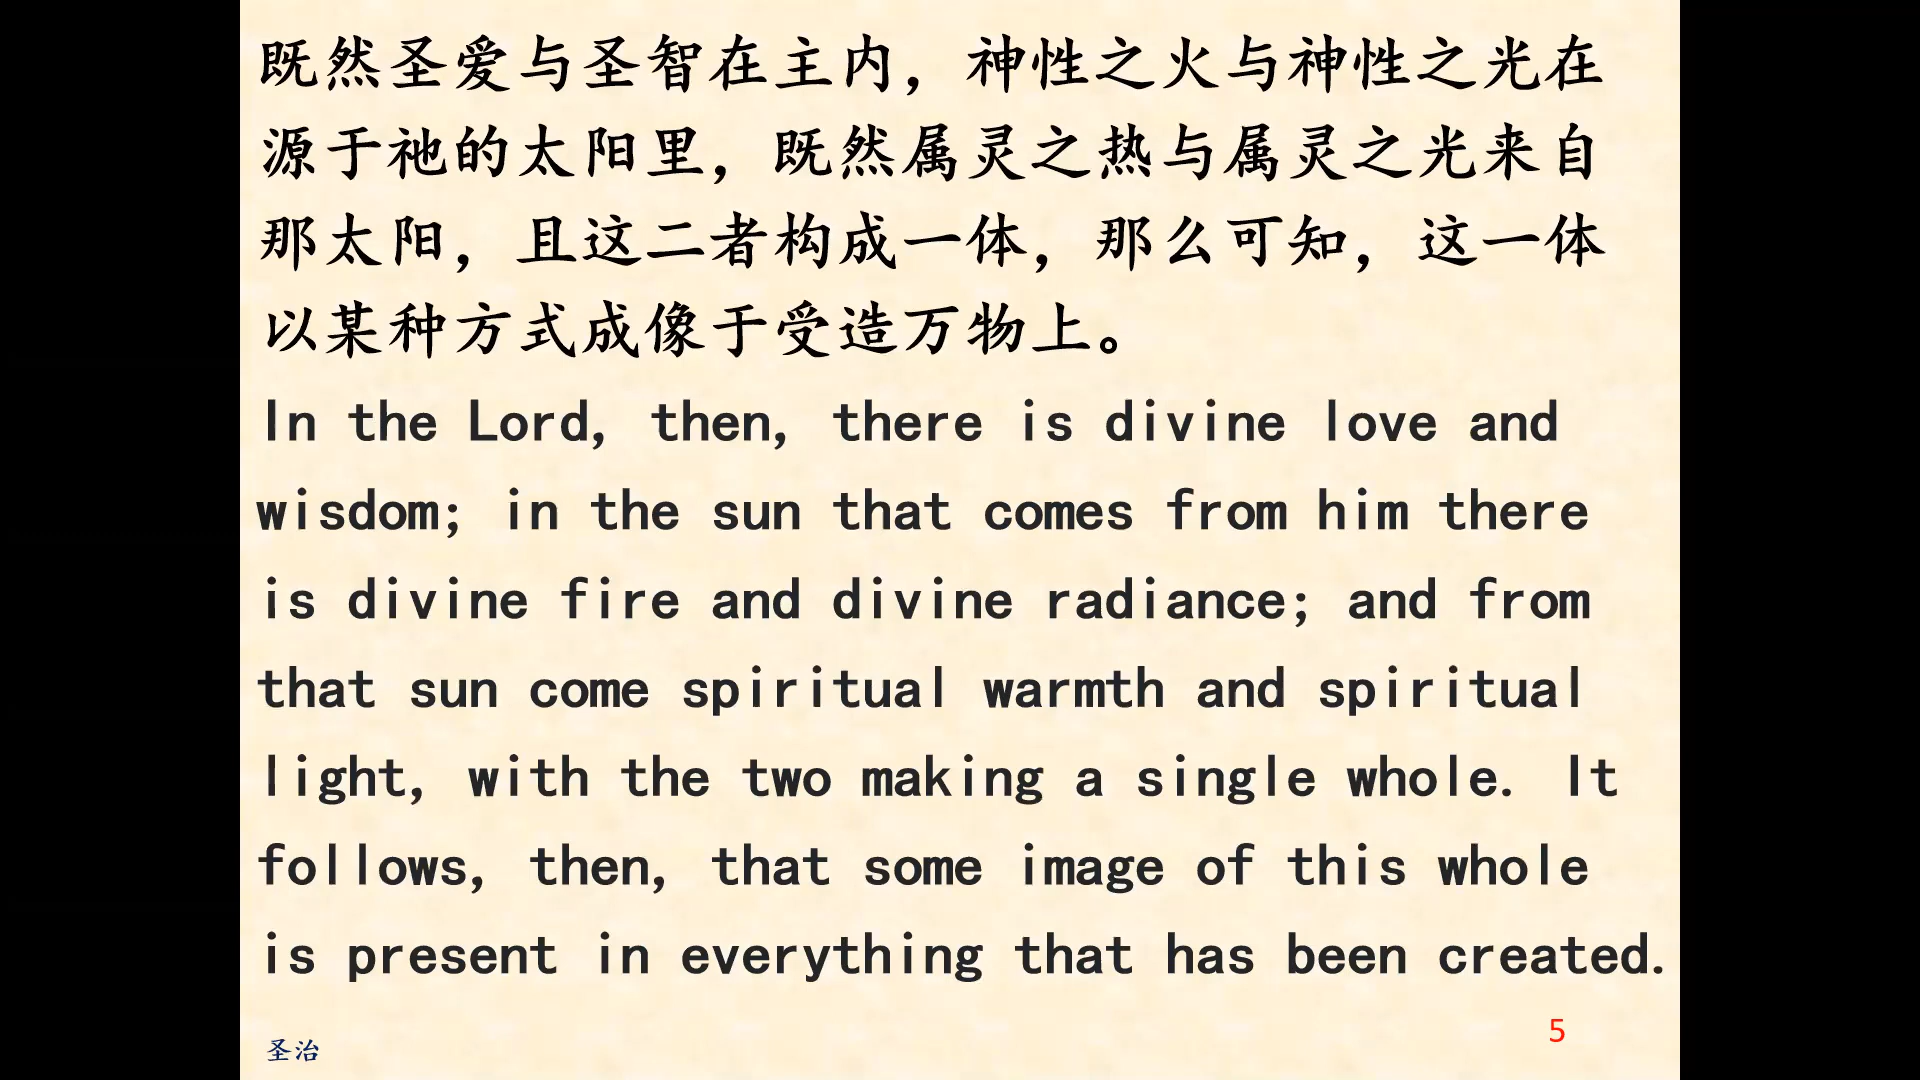 既然圣爱与圣智在主内，神性之火与神性之光在
源于祂的太阳里，既然属灵之热与属灵之光来自
那太阳，且这二者构成一体，那么可知，这一体
以某种方式成像于受造万物上。
In the Lord, then, there is divine love and
wisdom; in the sun that comes from him there
is divine fire and divine radiance; and from
that sun come spiritual warmth and spiritual
light, with the two making a single whole. It
follows, then, that some image of this whole
is present in everything that has been created.
圣治
5